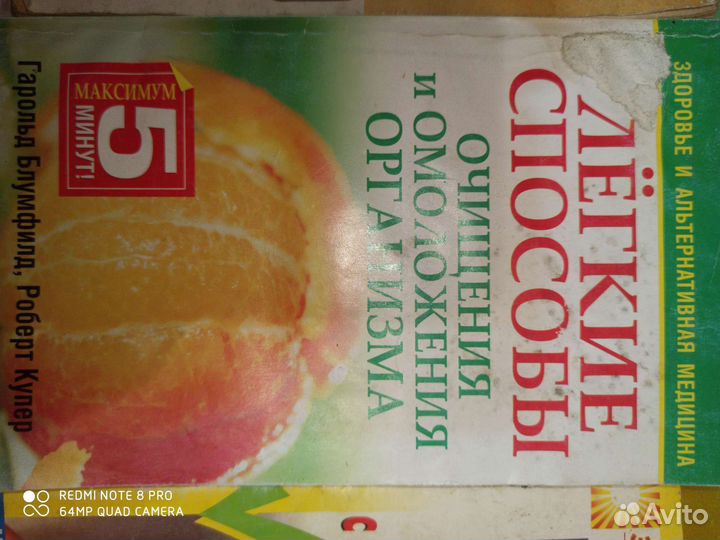 ЗДОРОВЬЕ И АЛЬТЕРНАТИВНАЯ МЕДИЦИНА
ЛЁГКИЕ
СПОСОБЫ
ОЧИЩЕНИЯ
И ОМОЛОЖЕНИЯ
ОРГАНИЗМА
МАКСИМУМ
5
МИНУТ!
Гарольд Блумфилд, Роберт Купер
С
REDMI NOTE 8 PRO
64MP QUAD CAMERA
Avito